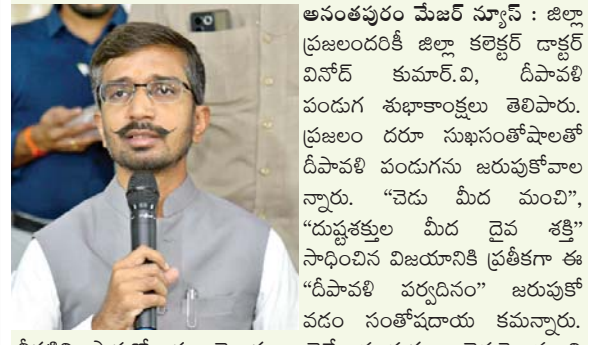 అనంతపురం మేజర్ న్యూస్ : జిల్లా
ప్రజలందరికీ జిల్లా కలెక్టర్ డాక్టర్
వినోద్ కుమార్.వి, దీపావళి
పండుగ శుభాకాంక్షలు తెలిపారు.
ప్రజలం దరూ సుఖసంతోషాలతో
దీపావళి పండుగను జరుపుకోవాల
న్నారు. “చెడు మీద మంచి”,
“దుష్టశక్తుల మీద దైవ శక్తి”
సాధించిన విజయానికి ప్రతీకగా ఈ
“దీపావళి పర్వదినం” జరుపుకో
వడం సంతోషదాయ కమన్నారు.